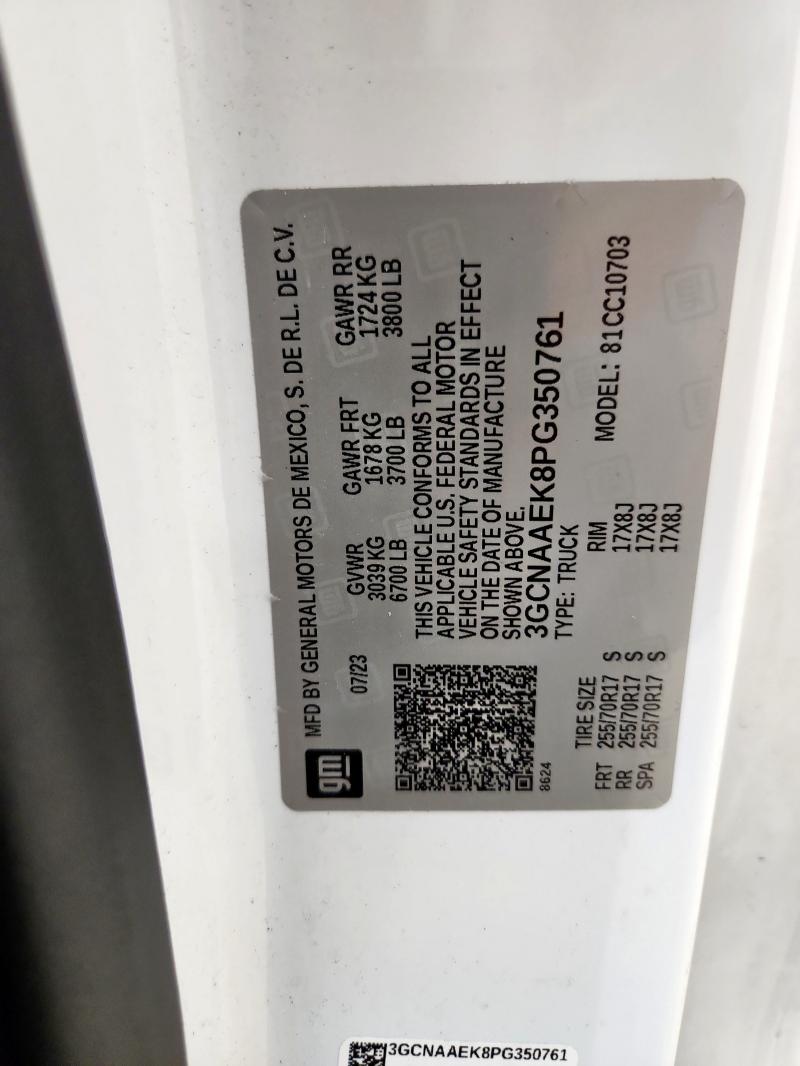 gm
MFD BY GENERAL MOTORS DE MEXICO, S. DE R.L. DE C.V.
07/23
GVWR GAWR FRT GAWR RR
3039 KG 1678 KG 1724 KG
6700 LB 3700 LB 3800 LB
THIS VEHICLE CONFORMS TO ALL
APPLICABLE U.S. FEDERAL MOTOR
VEHICLE SAFETY STANDARDS IN EFFECT
ON THE DATE OF MANUFACTURE
SHOWN ABOVE.
3GCNAAEK8PG350761
8624
TYPE: TRUCK
MODEL: 81CC10703
TIRE SIZE RIM
FRT 255/70R17 S 17X8J
RR 255/70R17 S 17X8J
SPA 255/70R17 S 17X8J
3GCNAAEK8PG350761